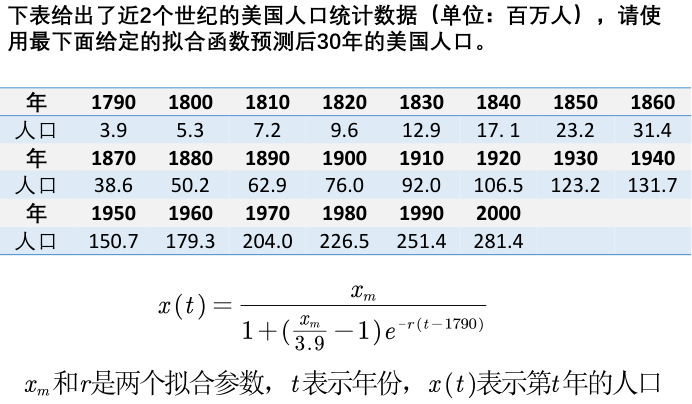 下表给出了近2个世纪的美国人口统计数据（单位：百万人），请使
用最下面给定的拟合函数预测后30年的美国人口。
年 1790 1800 1810 1820 1830 1840 1850 1860
人口 3.9 5.3 7.2 9.6 12.9 17.1 23.2 31.4
年 1870 1880 1890 1900 1910 1920 1930 1940
人口 38.6 50.2 62.9 76.0 92.0 106.5 123.2 131.7
年 1950 1960 1970 1980 1990 2000
人口 150.7 179.3 204.0 226.5 251.4 281.4
x(t) = \frac{x_m}{1+(\frac{x_m}{3.9}-1)e^{-r(t-1790)}}
x_m和r是两个拟合参数，t表示年份，x(t)表示第t年的人口